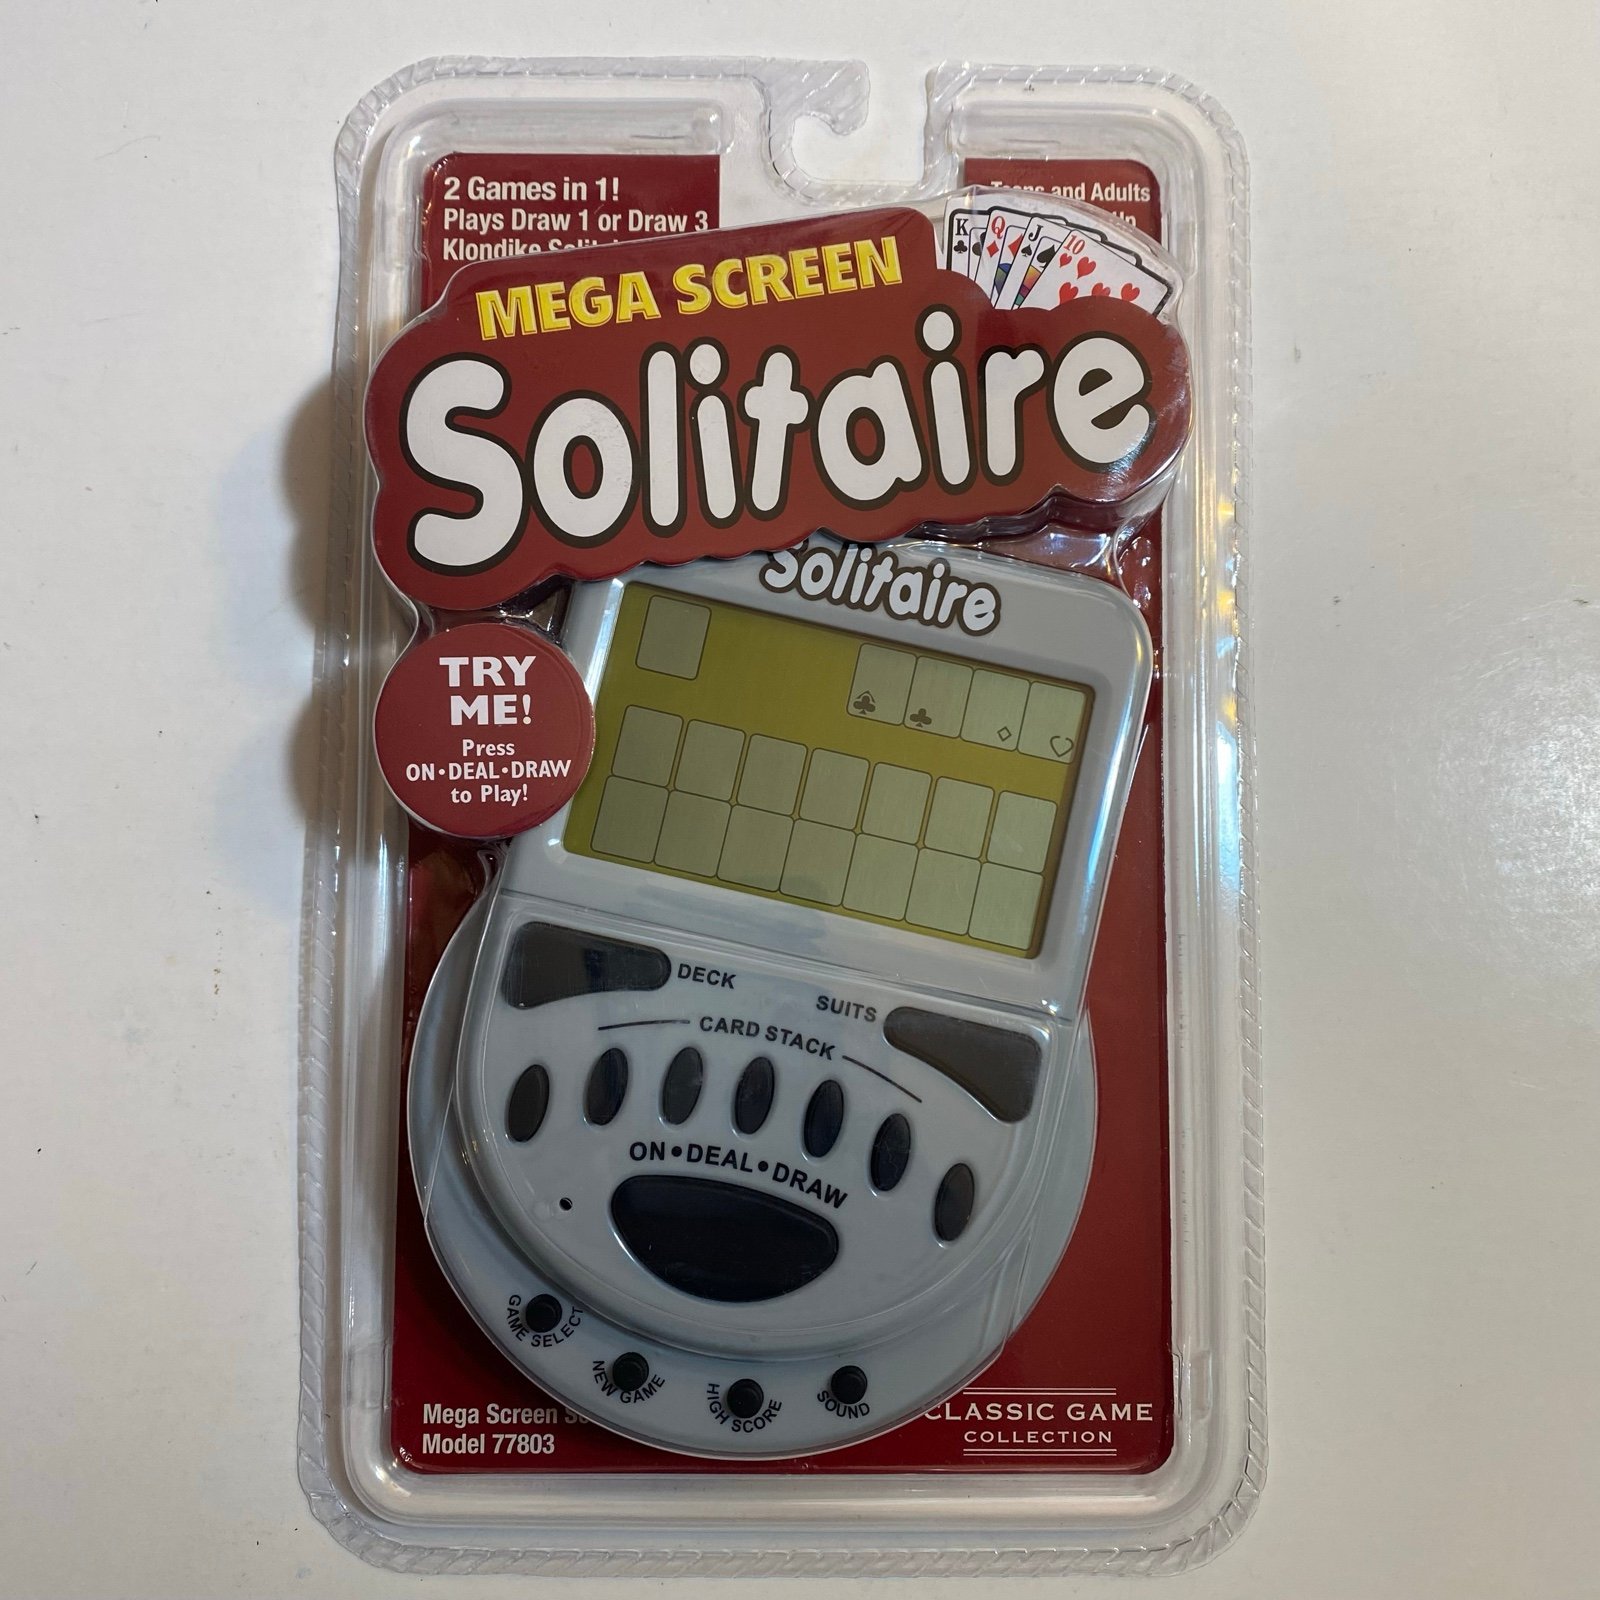 2 Games in 1!
Plays Draw 1 or Draw 3
Klondike
and Adults
K
Q
J
10
MEGA SCREEN
Solitaire
Solitaire
TRY
ME!
Press
ON•DEAL•DRAW
to Play!
DECK
SUITS
CARD STACK
ON•DEAL•DRAW
GAME SELECT
NEW GAME
HIGH SCORE
SOUND
Mega Screen
Model 77803
CLASSIC GAME
COLLECTION